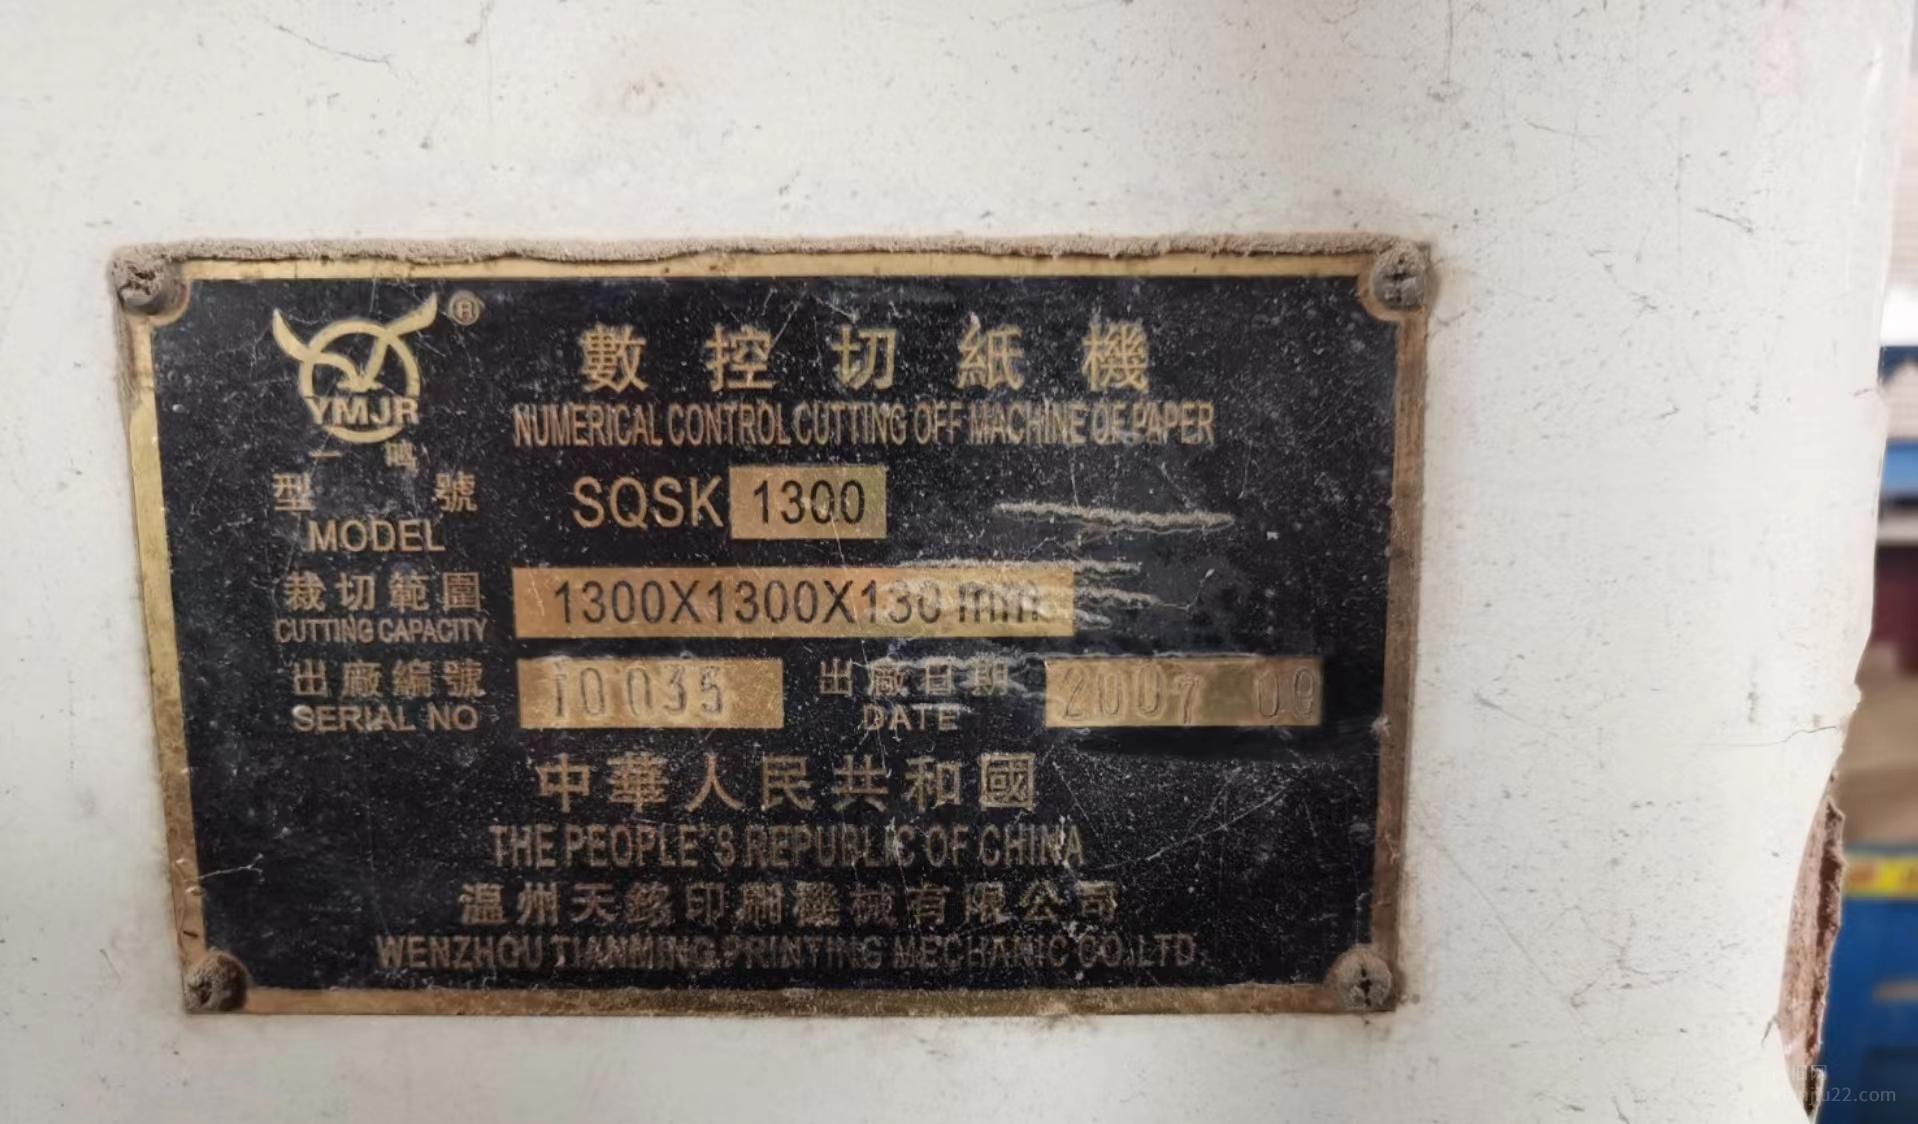 ®
YMJR
一鸣
數控切紙機
NUMERICAL CONTROL CUTTING OFF MACHINE OF PAPER
型號 SQSK 1300
MODEL
裁切範圍 1300X1300X130mm
CUTTING CAPACITY
出廠編號 10035 出廠日期 2007
SERIAL NO DATE
中華人民共和國
THE PEOPLE'S REPUBLIC OF CHINA
温州天銘印刷機械有限公司
WENZHOU TIANMING PRINTING MECHANIC CO.,LTD.